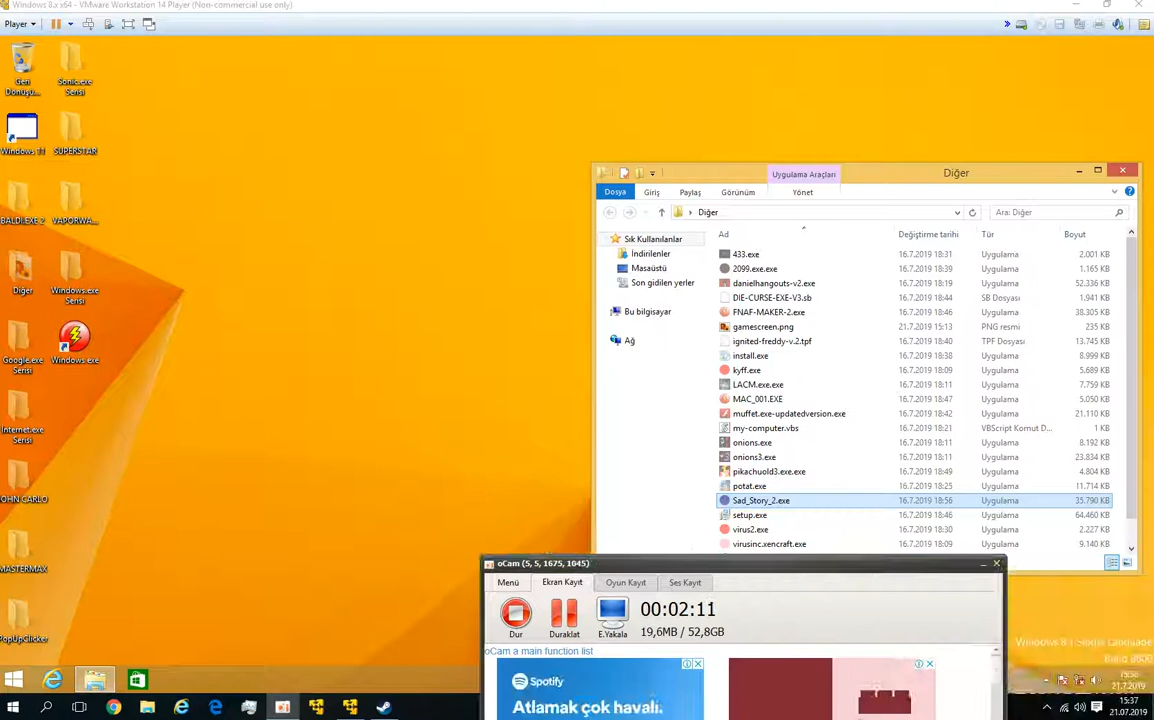 Windows 8.x x64 - VMware Workstation 14 Player (Non-commercial use only)
Player
Geri
Dönüşü...
Sonic.exe
Serisi
Windows 11
SUPERSTAR
BALDI.EXE 2
VAPORWA...
Diğer
Windows.exe
Serisi
Google.exe
Serisi
Windows exe
Internet.exe
Serisi
JOHN CARLO
MASTERMAX
PopUpClicker
Uygulama Araçları
Diğer
Dosya
Giriş
Paylaş
Görünüm
Yönet
Diğer
Ara: Diğer
Sık Kullanılanlar
İndirilenler
Masaüstü
Son gidilen yerler
Bu bilgisayar
Ağ
Ad Değiştirme tarihi Tür Boyut
433.exe 16.7.2019 18:31 Uygulama 2.001 KB
2099.exe.exe 16.7.2019 18:39 Uygulama 1.165 KB
danielhangouts-v2.exe 16.7.2019 18:19 Uygulama 52.336 KB
DIE-CURSE-EXE-V3.sb 16.7.2019 18:44 SB Dosyası 1.941 KB
FNAF-MAKER-2.exe 16.7.2019 18:46 Uygulama 38.305 KB
gamescreen.png 21.7.2019 15:13 PNG resmi 235 KB
ignited-freddy-v.2.tpf 16.7.2019 18:41 TPF Dosyası 13.745 KB
install.exe 16.7.2019 18:38 Uygulama 8.999 KB
kyff.exe 16.7.2019 18:09 Uygulama 5.689 KB
LACM.exe.exe 16.7.2019 18:11 Uygulama 7.759 KB
MAC_001.EXE 16.7.2019 18:47 Uygulama 5.050 KB
muffet.exe-updatedversion.exe 16.7.2019 18:42 Uygulama 21.110 KB
my-computer.vbs 16.7.2019 18:21 VBScript Komut D... 1 KB
onions.exe 16.7.2019 18:11 Uygulama 8.192 KB
onions3.exe 16.7.2019 18:11 Uygulama 23.834 KB
pikachuold3.exe.exe 16.7.2019 18:49 Uygulama 4.804 KB
potat.exe 16.7.2019 18:25 Uygulama 11.714 KB
Sad_Story_2.exe 16.7.2019 18:56 Uygulama 35.790 KB
setup.exe 16.7.2019 18:46 Uygulama 64.460 KB
virus2.exe 16.7.2019 18:30 Uygulama 2.227 KB
virusinc.xencraft.exe 16.7.2019 18:09 Uygulama 9.140 KB
oCam (5, 5, 1675, 1045)
Menü
Ekran Kayıt
Oyun Kayıt
Ses Kayıt
Dur
Duraklat
E.Yakala
00:02:11
19,6MB / 52,8GB
oCam a main function list
Spotify
Atlamak çok havalı.
Windows 8.1 Single Language
Build 9600
21.7.2019
15:37
21.07.2019